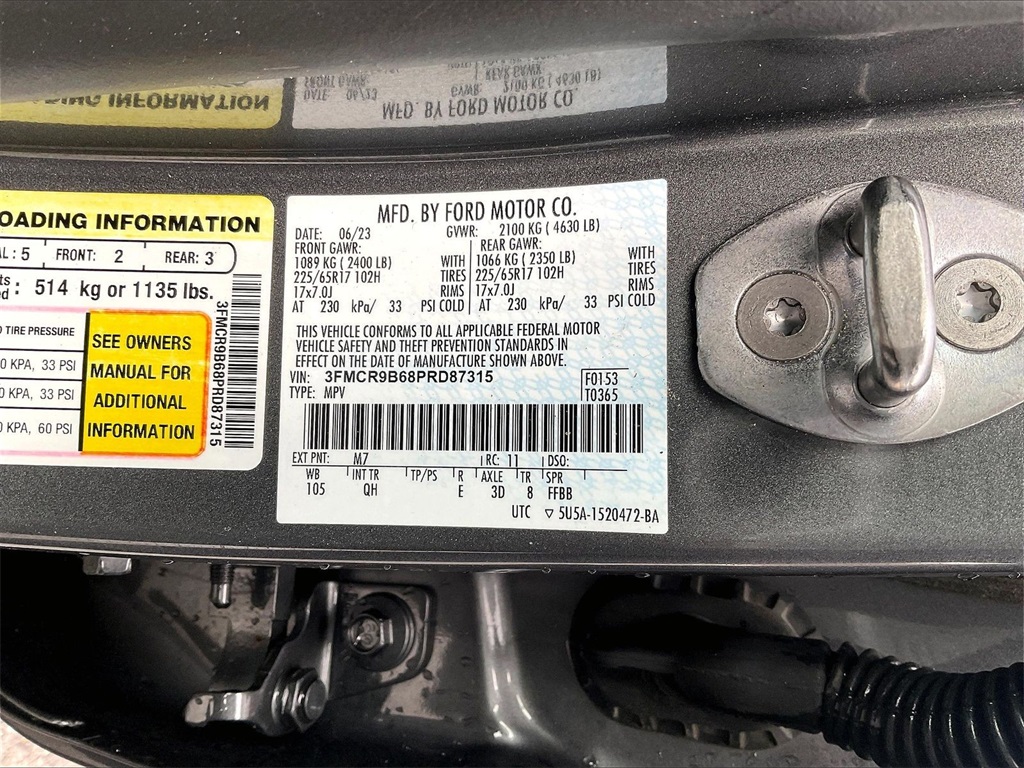 OADING INFORMATION
AL: 5 FRONT: 2 REAR: 3
514 kg or 1135 lbs.
TIRE PRESSURE
0 KPA, 33 PSI
0 KPA, 33 PSI
0 KPA, 60 PSI
SEE OWNERS
MANUAL FOR
ADDITIONAL
INFORMATION
3FMCR9B68PRD87315
MFD. BY FORD MOTOR CO.
DATE: 06/23 GVWR: 2100 KG ( 4630 LB)
FRONT GAWR: REAR GAWR:
1089 KG ( 2400 LB) WITH 1066 KG ( 2350 LB) WITH
225/65R17 102H TIRES 225/65R17 102H TIRES
17x7.0J RIMS 17x7.0J RIMS
AT 230 kPa/ 33 PSI COLD AT 230 kPa/ 33 PSI COLD
THIS VEHICLE CONFORMS TO ALL APPLICABLE FEDERAL MOTOR
VEHICLE SAFETY AND THEFT PREVENTION STANDARDS IN
EFFECT ON THE DATE OF MANUFACTURE SHOWN ABOVE.
VIN: 3FMCR9B68PRD87315 F0153
TYPE: MPV T0365
EXT PNT: M7 RC: 11 DSO:
WB INT TR TP/PS R AXLE TR SPR
105 QH E 3D 8 FFBB
UTC ▽ 5U5A-1520472-BA